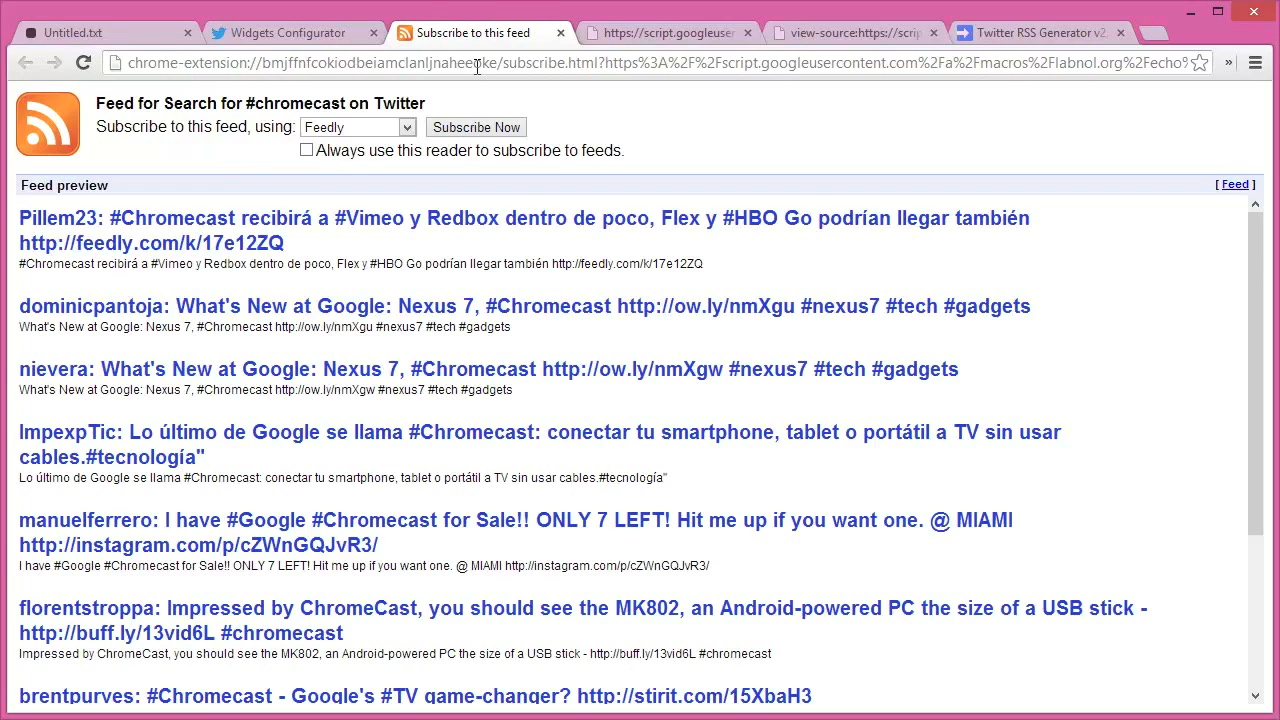 Untitled.txt
Widgets Configurator
Subscribe to this feed
https://script.googleuser
view-source:https://scri
Twitter RSS Generator v2.
chrome-extension://bmjffnfcokiodbeiamclanljnaheeoke/subscribe.html?https%3A%2F%2Fscript.googleusercontent.com%2Fa%2Fmacros%2Flabnol.org%2Fecho%
Feed for Search for #chromecast on Twitter
Subscribe to this feed, using: Feedly Subscribe Now
Always use this reader to subscribe to feeds.
Feed preview [ Feed ]
Pillem23: #Chromecast recibirá a #Vimeo y Redbox dentro de poco, Flex y #HBO Go podrían llegar también
http://feedly.com/k/17e12ZQ
#Chromecast recibirá a #Vimeo y Redbox dentro de poco, Flex y #HBO Go podrían llegar también http://feedly.com/k/17e12ZQ
dominicpantoja: What's New at Google: Nexus 7, #Chromecast http://ow.ly/nmXgu #nexus7 #tech #gadgets
What's New at Google: Nexus 7, #Chromecast http://ow.ly/nmXgu #nexus7 #tech #gadgets
nievera: What's New at Google: Nexus 7, #Chromecast http://ow.ly/nmXgw #nexus7 #tech #gadgets
What's New at Google: Nexus 7, #Chromecast http://ow.ly/nmXgw #nexus7 #tech #gadgets
ImpexpTic: Lo último de Google se llama #Chromecast: conectar tu smartphone, tablet o portátil a TV sin usar
cables.#tecnología"
Lo último de Google se llama #Chromecast: conectar tu smartphone, tablet o portátil a TV sin usar cables.#tecnología"
manuelferrero: I have #Google #Chromecast for Sale!! ONLY 7 LEFT! Hit me up if you want one. @ MIAMI
http://instagram.com/p/cZWnGQJvR3/
I have #Google #Chromecast for Sale!! ONLY 7 LEFT! Hit me up if you want one. @ MIAMI http://instagram.com/p/cZWnGQJvR3/
florentstroppa: Impressed by ChromeCast, you should see the MK802, an Android-powered PC the size of a USB stick -
http://buff.ly/13vid6L #chromecast
Impressed by ChromeCast, you should see the MK802, an Android-powered PC the size of a USB stick - http://buff.ly/13vid6L #chromecast
brentpurves: #Chromecast - Google's #TV game-changer? http://stirit.com/15XbaH3